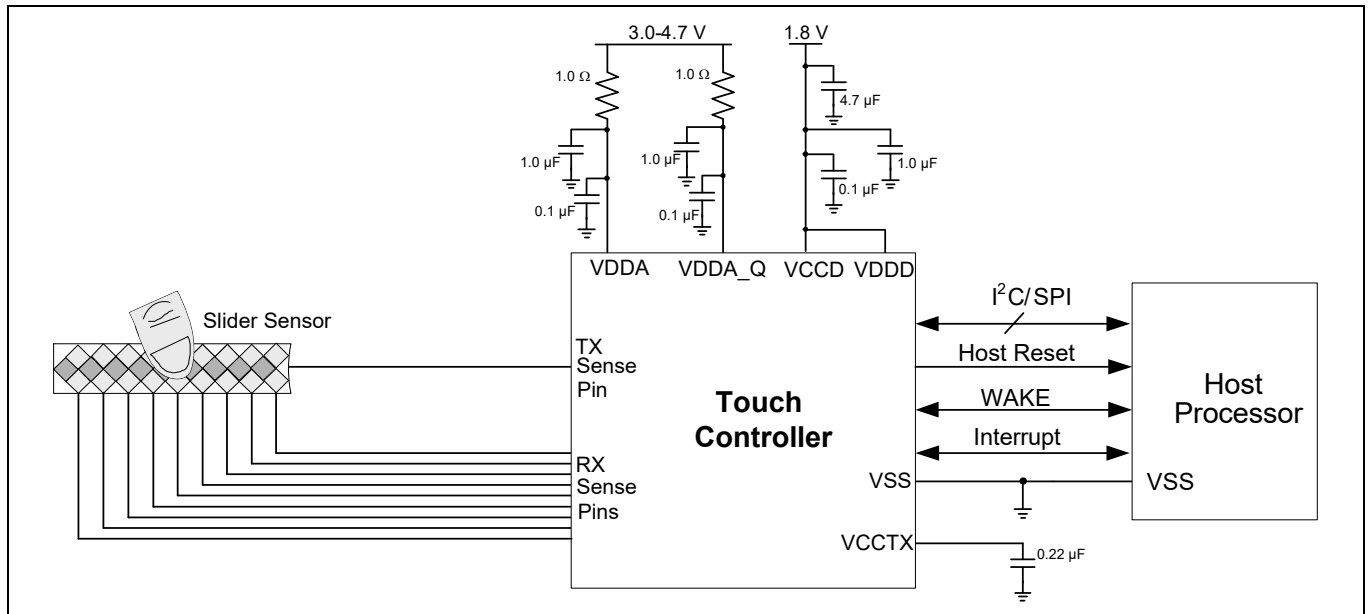 3.0-4.7 V
1.8 V
1.0 Ω
1.0 Ω
4.7 µF
1.0 µF
1.0 µF
1.0 µF
0.1 µF
0.1 µF
0.1 µF
VDDA
VDDA_Q
VCCD
VDDD
Slider Sensor
TX
Sense
Pin
RX
Sense
Pins
Touch
Controller
I²C/SPI
Host Reset
WAKE
Interrupt
VSS
VCCTX
0.22 µF
Host
Processor
VSS